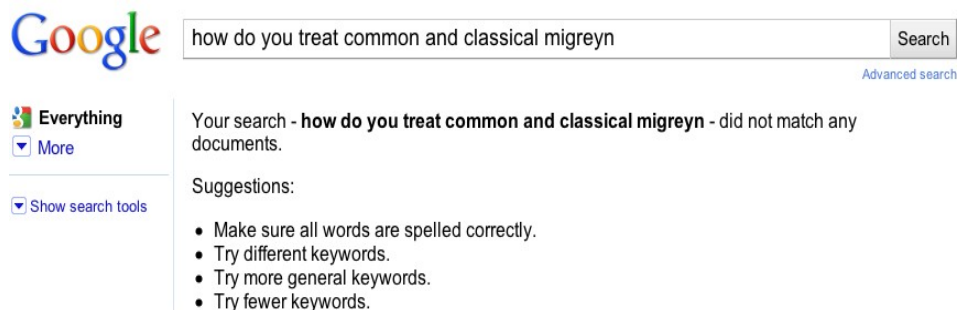 Google
how do you treat common and classical migreyn
Search
Advanced search
Everything
More
Show search tools
Your search - how do you treat common and classical migreyn - did not match any
documents.
Suggestions:
• Make sure all words are spelled correctly.
• Try different keywords.
• Try more general keywords.
• Try fewer keywords.